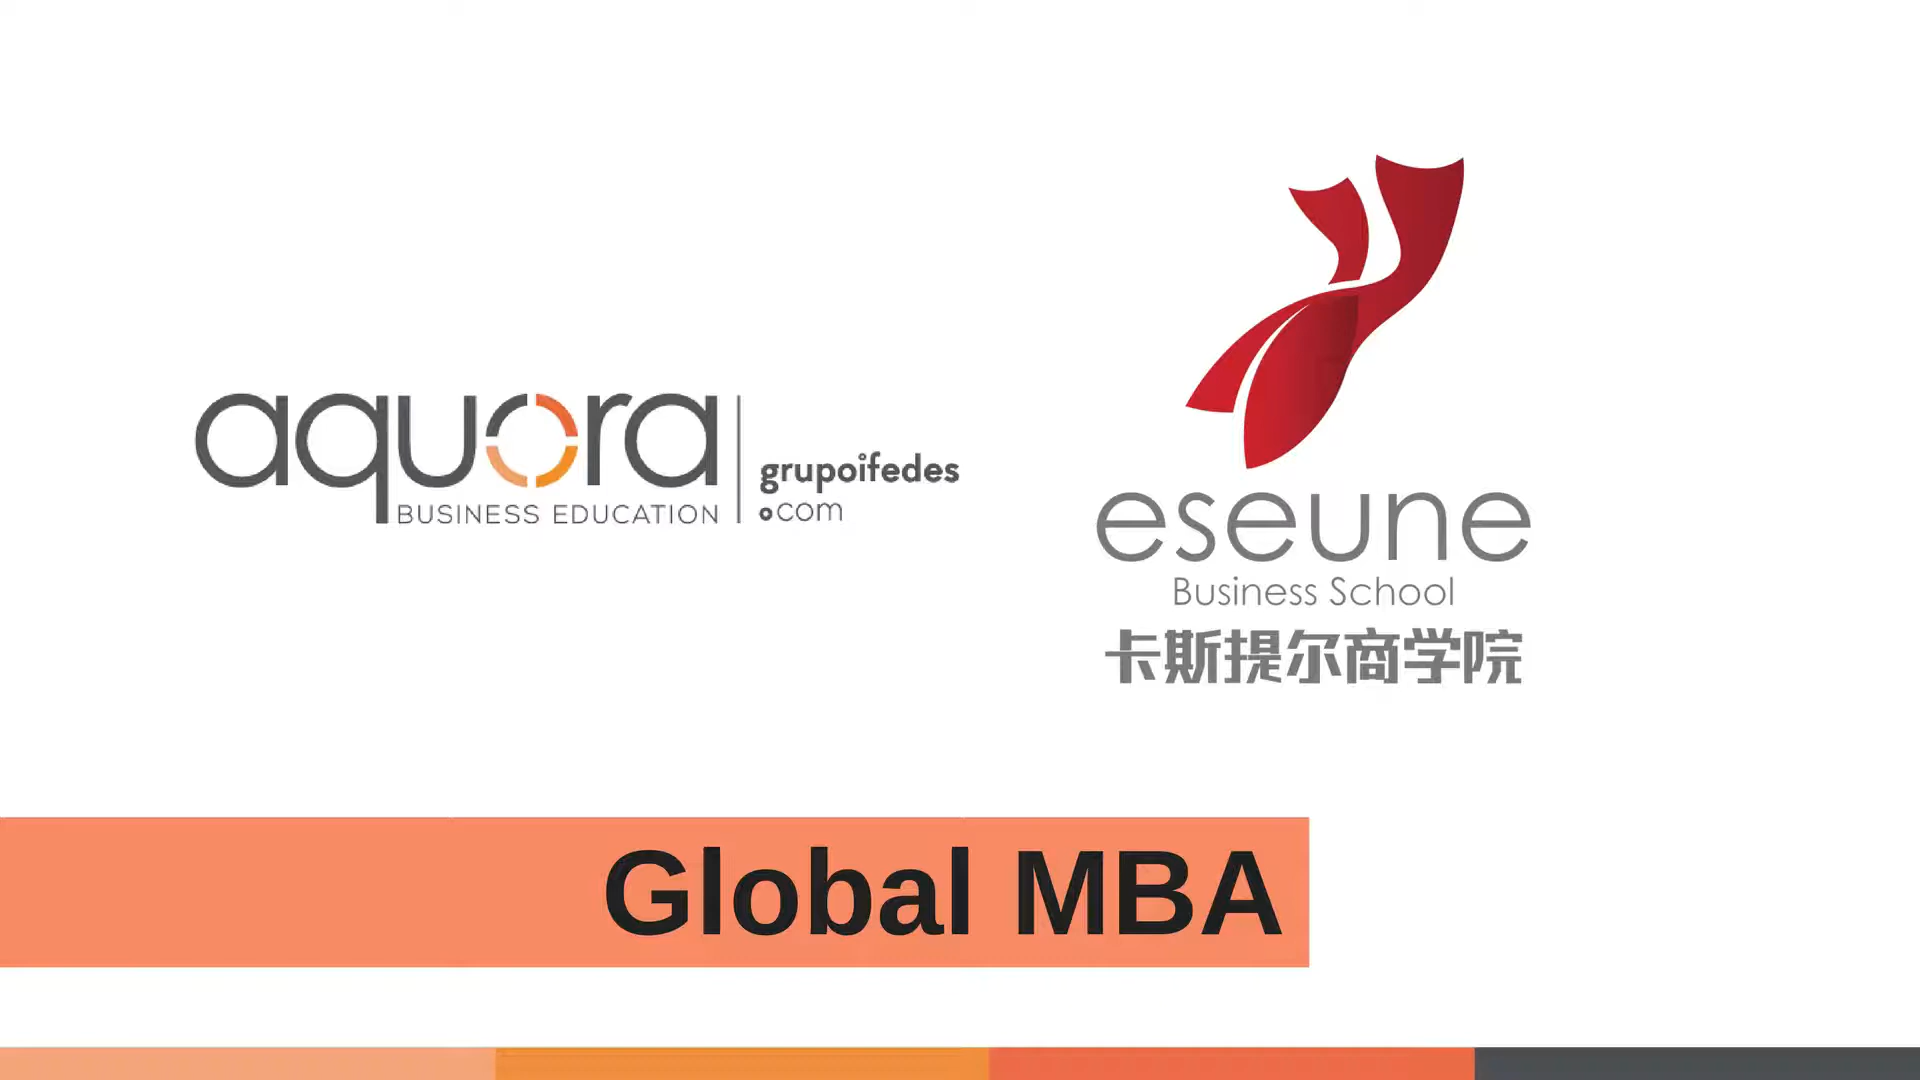 aquora
BUSINESS EDUCATION
grupoifedes
.com
eseune
Business School
卡斯提尔商学院
Global MBA